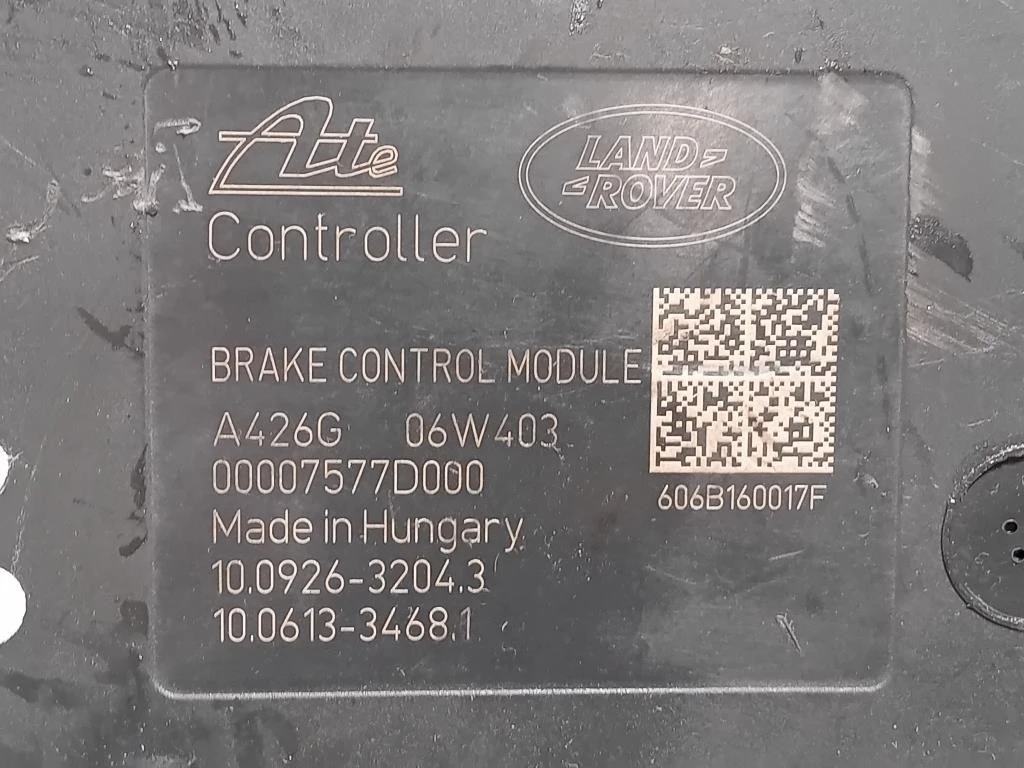 Ate
LAND
ROVER
Controller
BRAKE CONTROL MODULE
A426G 06W403
00007577D000
606B160017F
Made in Hungary
10.0926-3204.3
10.0613-3468.1